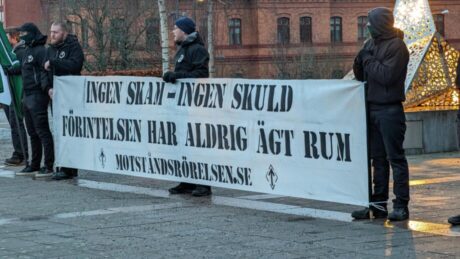 INGEN SKAM – INGEN SKULD
FÖRINTELSEN HAR ALDRIG ÄGT RUM
MOTSTÅNDSRÖRELSEN.SE